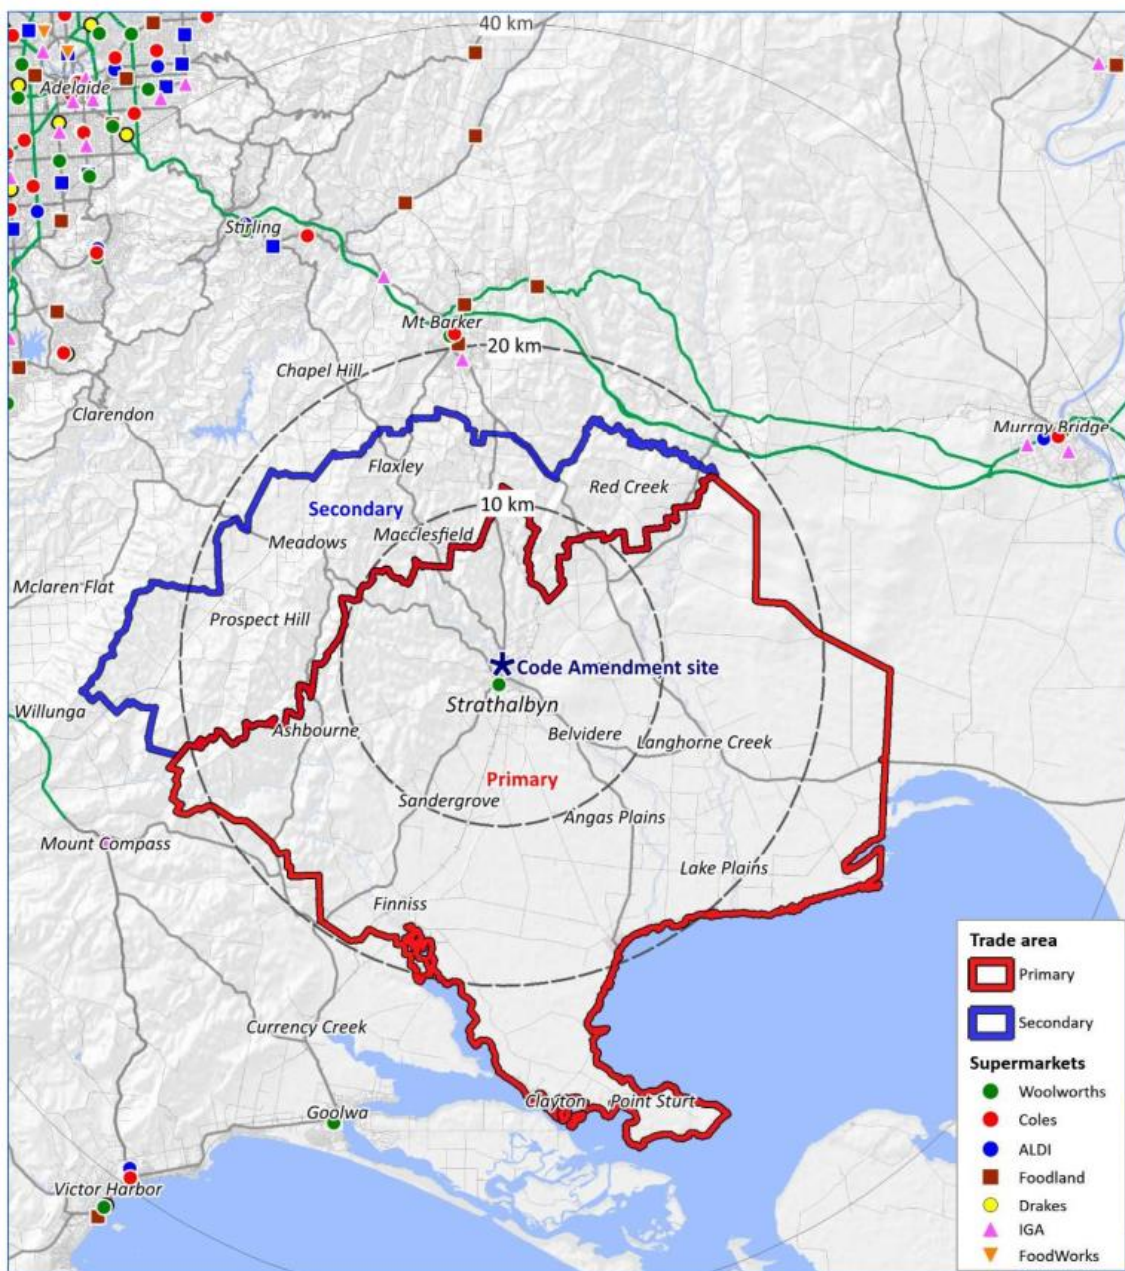 40 km
Adelaide
Stirling
Mt Barker
20 km
Chapel Hill
Clarendon
Murray Bridge
Flaxley
Red Creek
Secondary
10 km
Macclesfield
Meadows
Mclaren Flat
Prospect Hill
Code Amendment site
Strathalbyn
Willunga
Ashbourne
Belvidere
Langhorne Creek
Primary
Sandergrove
Angas Plains
Mount Compass
Lake Plains
Finniss
Currency Creek
Clayton
Point Sturt
Goolwa
Victor Harbor
Trade area
Primary
Secondary
Supermarkets
Woolworths
Coles
ALDI
Foodland
Drakes
IGA
FoodWorks